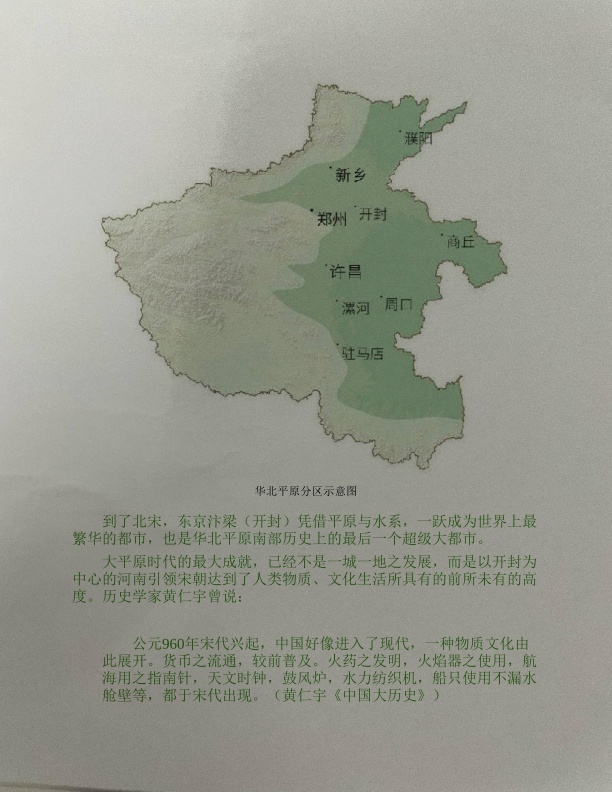 濮阳
新乡
郑州
开封
商丘
许昌
漯河
周口
驻马店
华北平原分区示意图
到了北宋，东京汴梁（开封）凭借平原与水系，一跃成为世界上最
繁华的都市，也是华北平原南部历史上的最后一个超级大都市。
大平原时代的最大成就，已经不是一城一地之发展，而是以开封为
中心的河南引领宋朝达到了人类物质、文化生活所具有的前所未有的高
度。历史学家黄仁宇曾说：
公元960年宋代兴起，中国好像进入了现代，一种物质文化由
此展开。货币之流通，较前普及。火药之发明，火焰器之使用，航
海用之指南针，天文时钟，鼓风炉，水力纺织机，船只使用不漏水
舱壁等，都于宋代出现。（黄仁宇《中国大历史》）